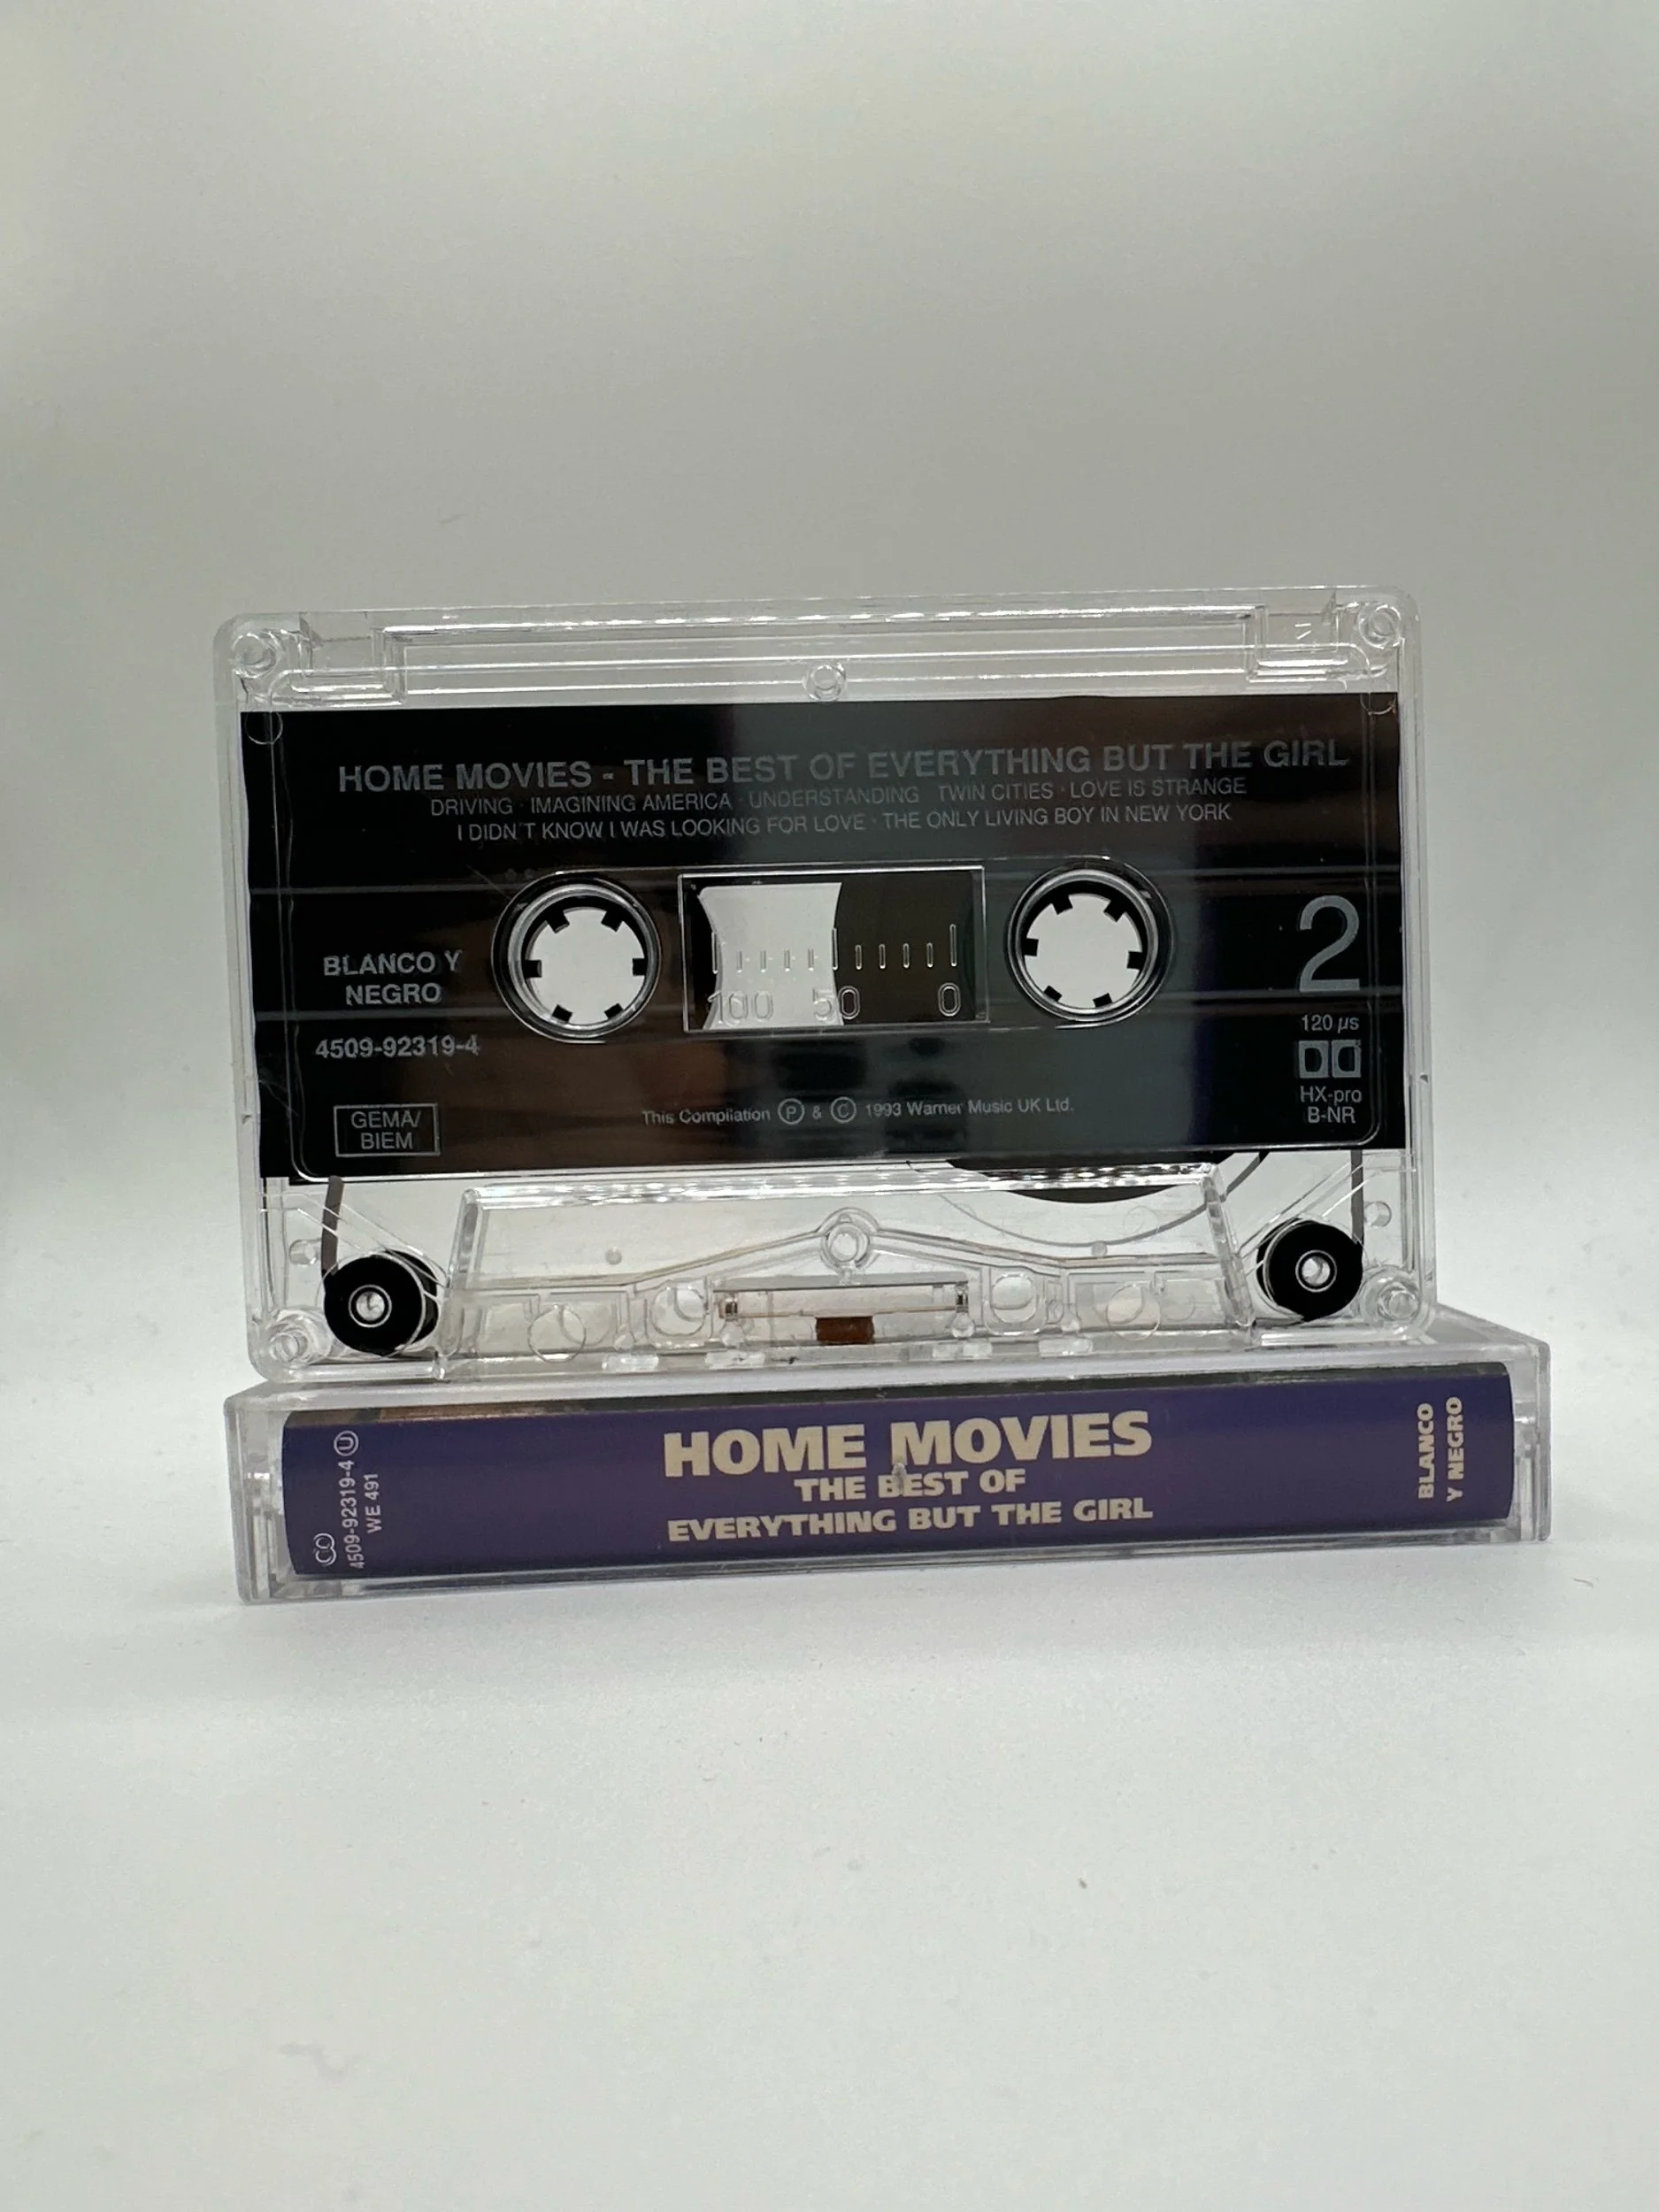 HOME MOVIES - THE BEST OF EVERYTHING BUT THE GIRL
DRIVING · IMAGINING AMERICA · UNDERSTANDING · TWIN CITIES · LOVE IS STRANGE
I DIDN'T KNOW I WAS LOOKING FOR LOVE · THE ONLY LIVING BOY IN NEW YORK
BLANCO Y
NEGRO
4509-92319-4
GEMA/
BIEM
100 50 0
2
120 µs
HX-pro
B-NR
This Compilation Ⓟ & © 1993 Warner Music UK Ltd.
4509-92319-4 Ⓤ
WE 491
HOME MOVIES
THE BEST OF
EVERYTHING BUT THE GIRL
BLANCO
Y NEGRO